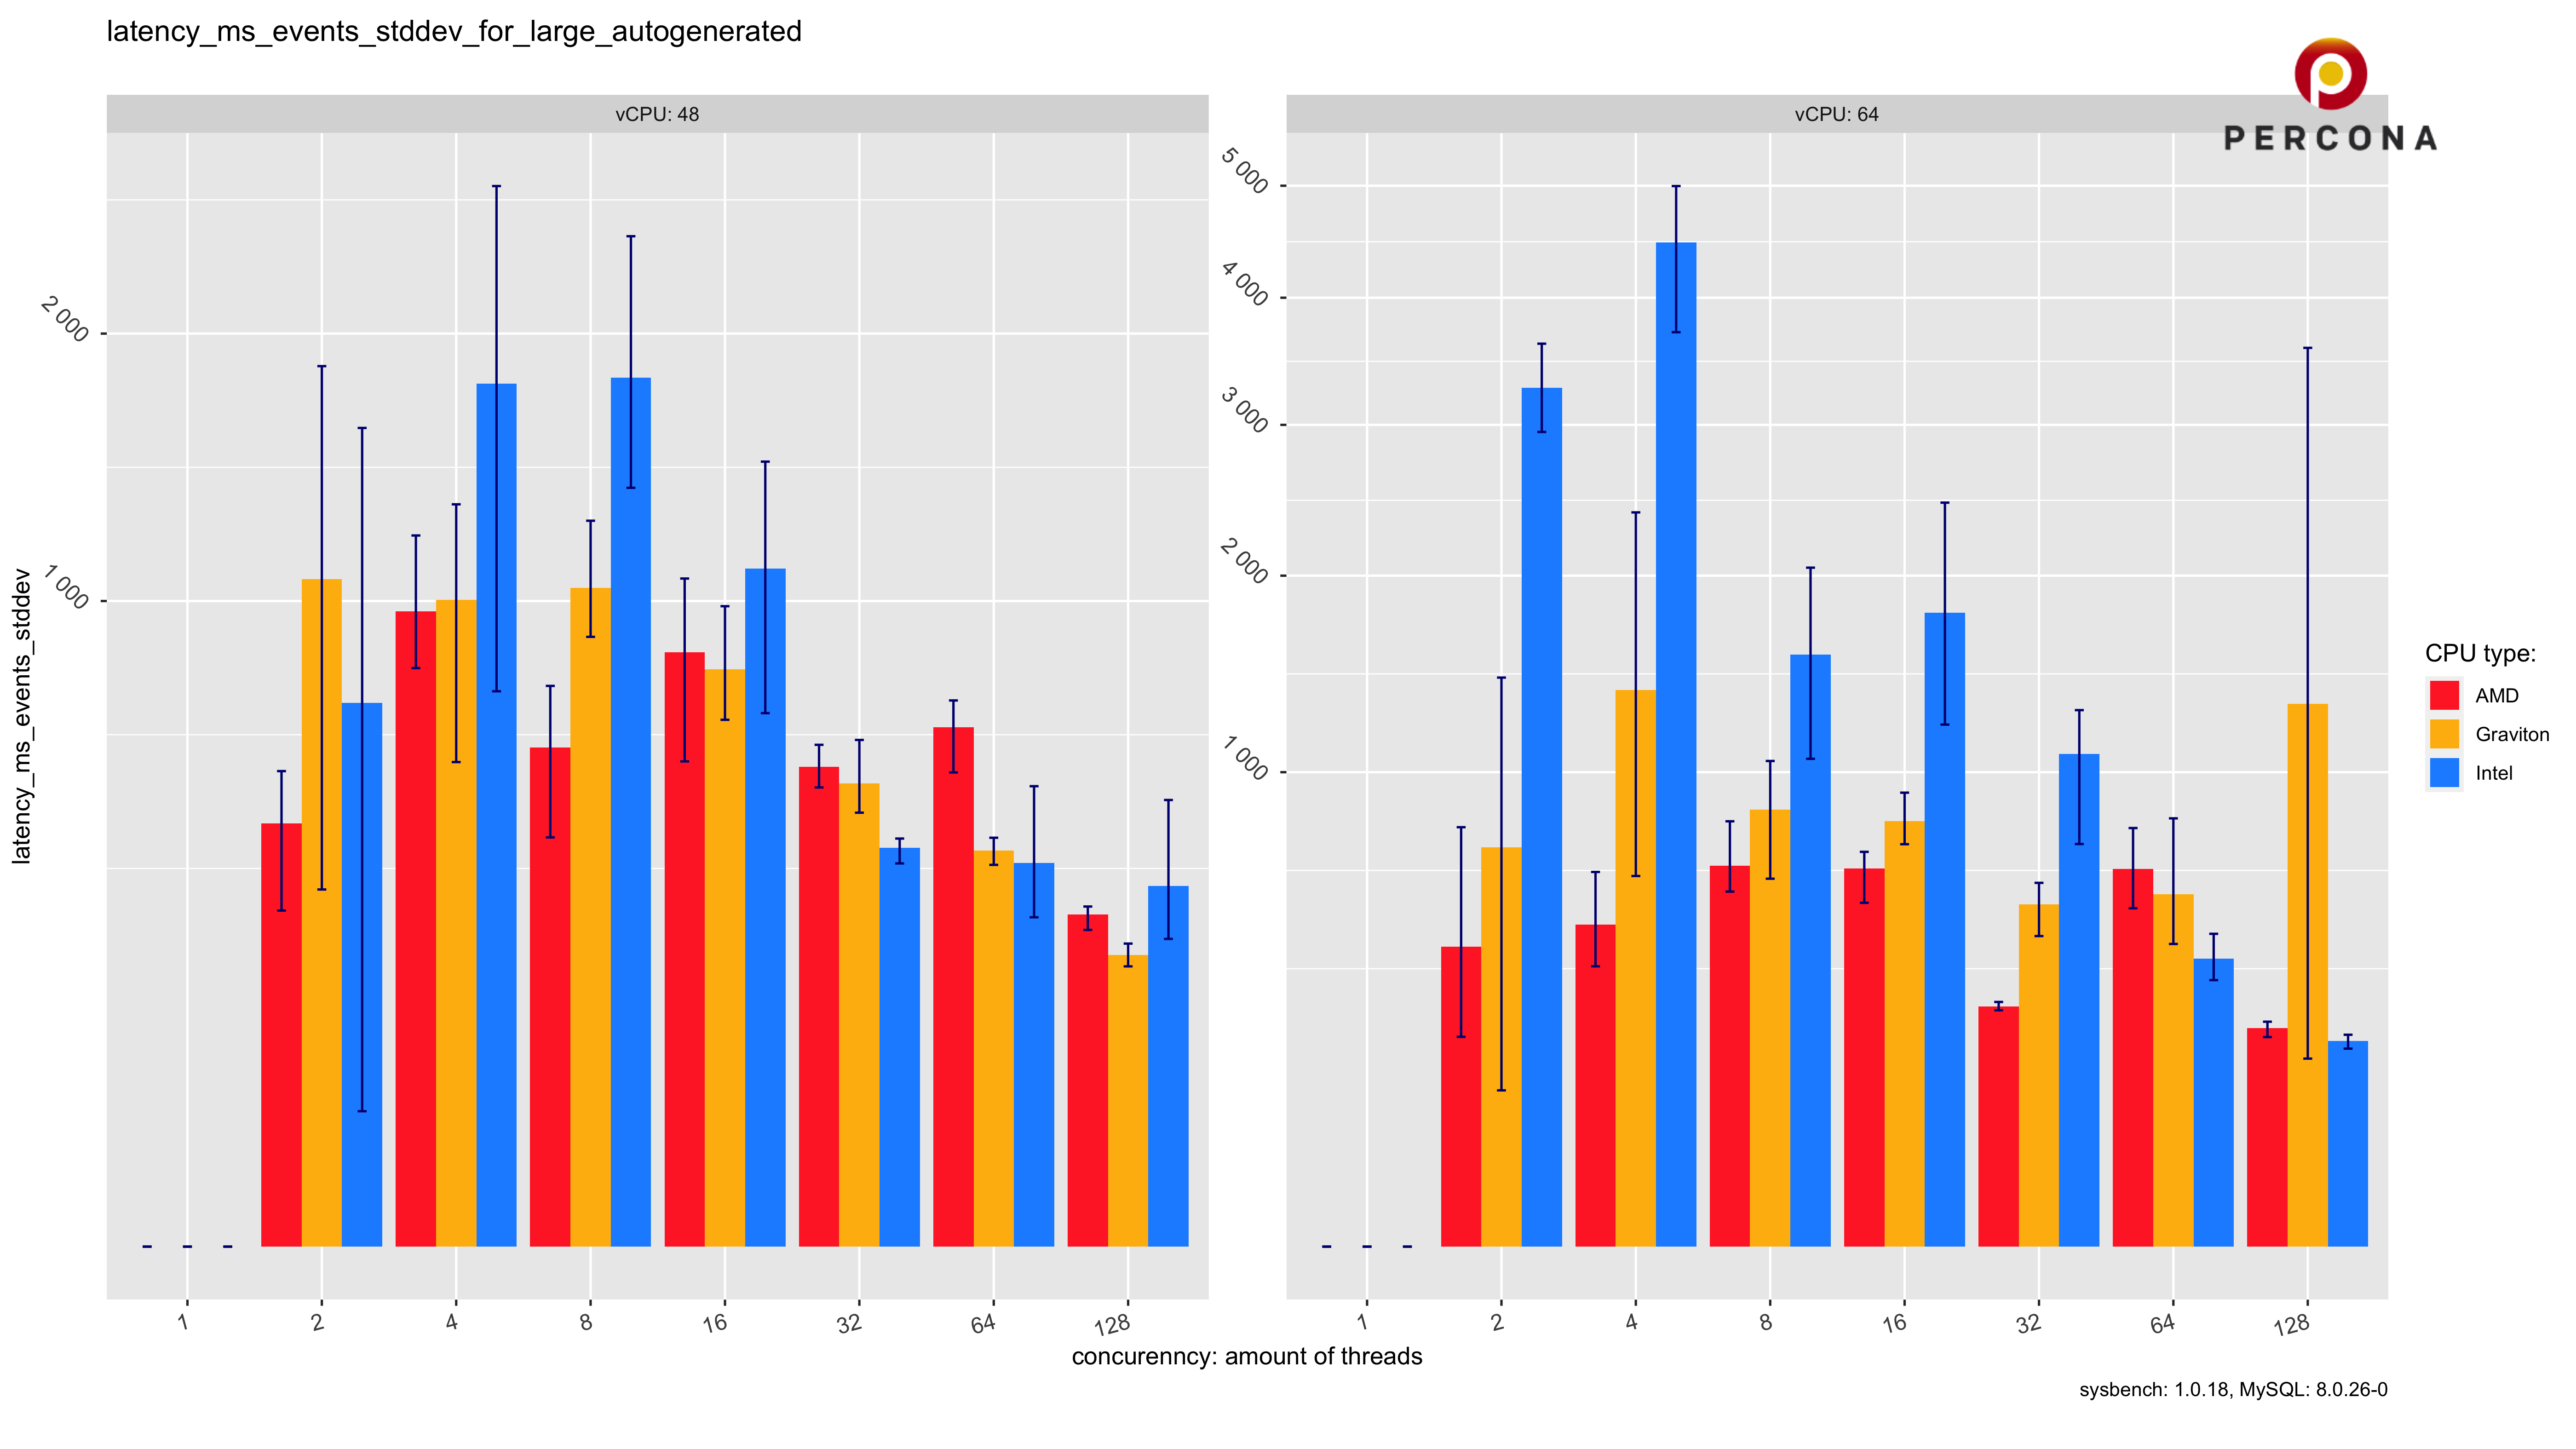 latency_ms_events_stddev_for_large_autogenerated
PERCONA
vCPU: 48
vCPU: 64
latency_ms_events_stddev
2 000
1 000
5 000
4 000
3 000
2 000
1 000
1 2 4 8 16 32 64 128
1 2 4 8 16 32 64 128
concurenncy: amount of threads
CPU type:
AMD
Graviton
Intel
sysbench: 1.0.18, MySQL: 8.0.26-0